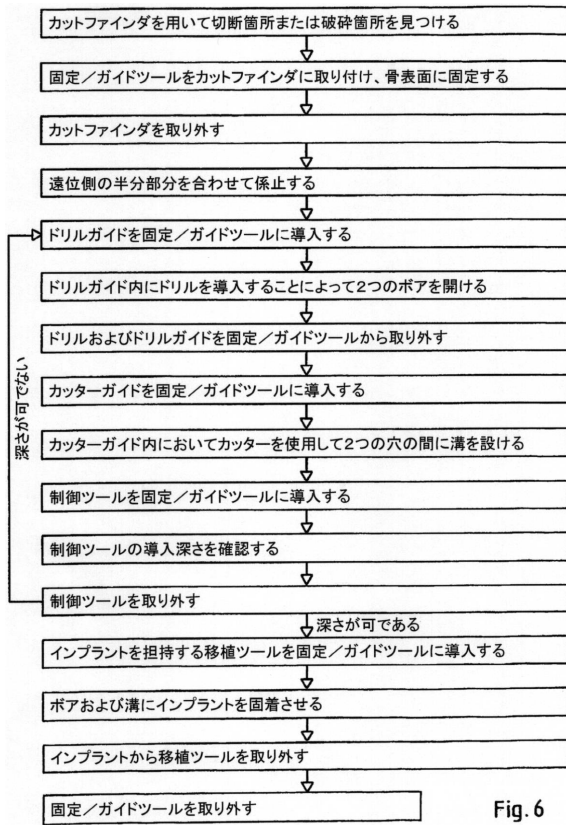 カットファインダを用いて切断箇所または破砕箇所を見つける
固定／ガイドツールをカットファインダに取り付け、骨表面に固定する
カットファインダを取り外す
遠位側の半分部分を合わせて係止する
ドリルガイドを固定／ガイドツールに導入する
ドリルガイド内にドリルを導入することによって2つのボアを開ける
ドリルおよびドリルガイドを固定／ガイドツールから取り外す
カッターガイドを固定／ガイドツールに導入する
カッターガイド内においてカッターを使用して2つの穴の間に溝を設ける
制御ツールを固定／ガイドツールに導入する
制御ツールの導入深さを確認する
制御ツールを取り外す
深さが可でない
深さが可である
インプラントを担持する移植ツールを固定／ガイドツールに導入する
ボアおよび溝にインプラントを固着させる
インプラントから移植ツールを取り外す
固定／ガイドツールを取り外す
Fig. 6